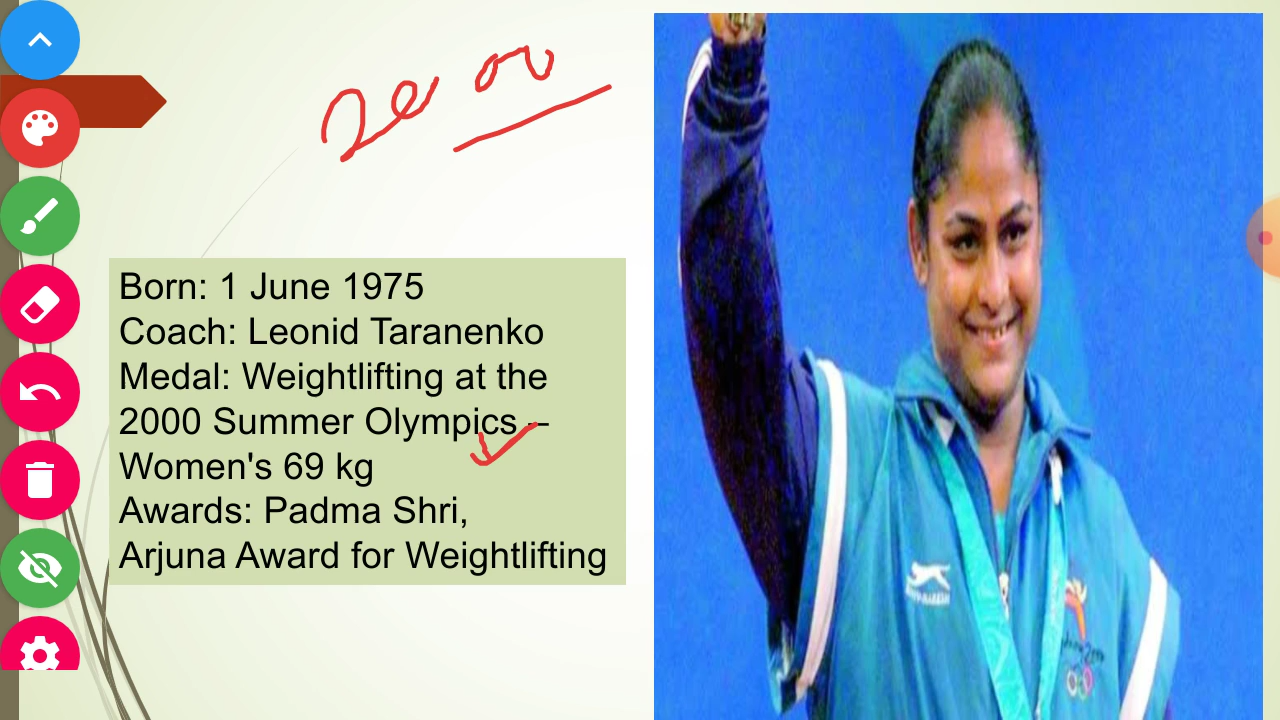 2000
Born: 1 June 1975
Coach: Leonid Taranenko
Medal: Weightlifting at the
2000 Summer Olympics –
Women's 69 kg
Awards: Padma Shri,
Arjuna Award for Weightlifting